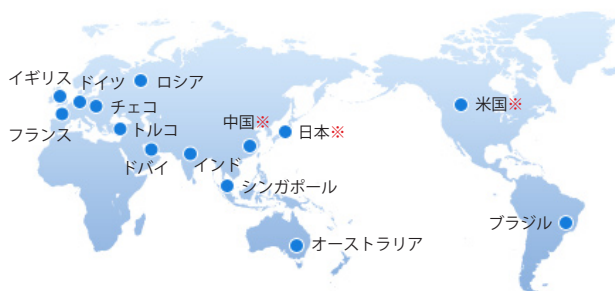 イギリス
ドイツ
ロシア
チェコ
フランス
トルコ
中国※
日本※
米国※
ドバイ
インド
シンガポール
ブラジル
オーストラリア